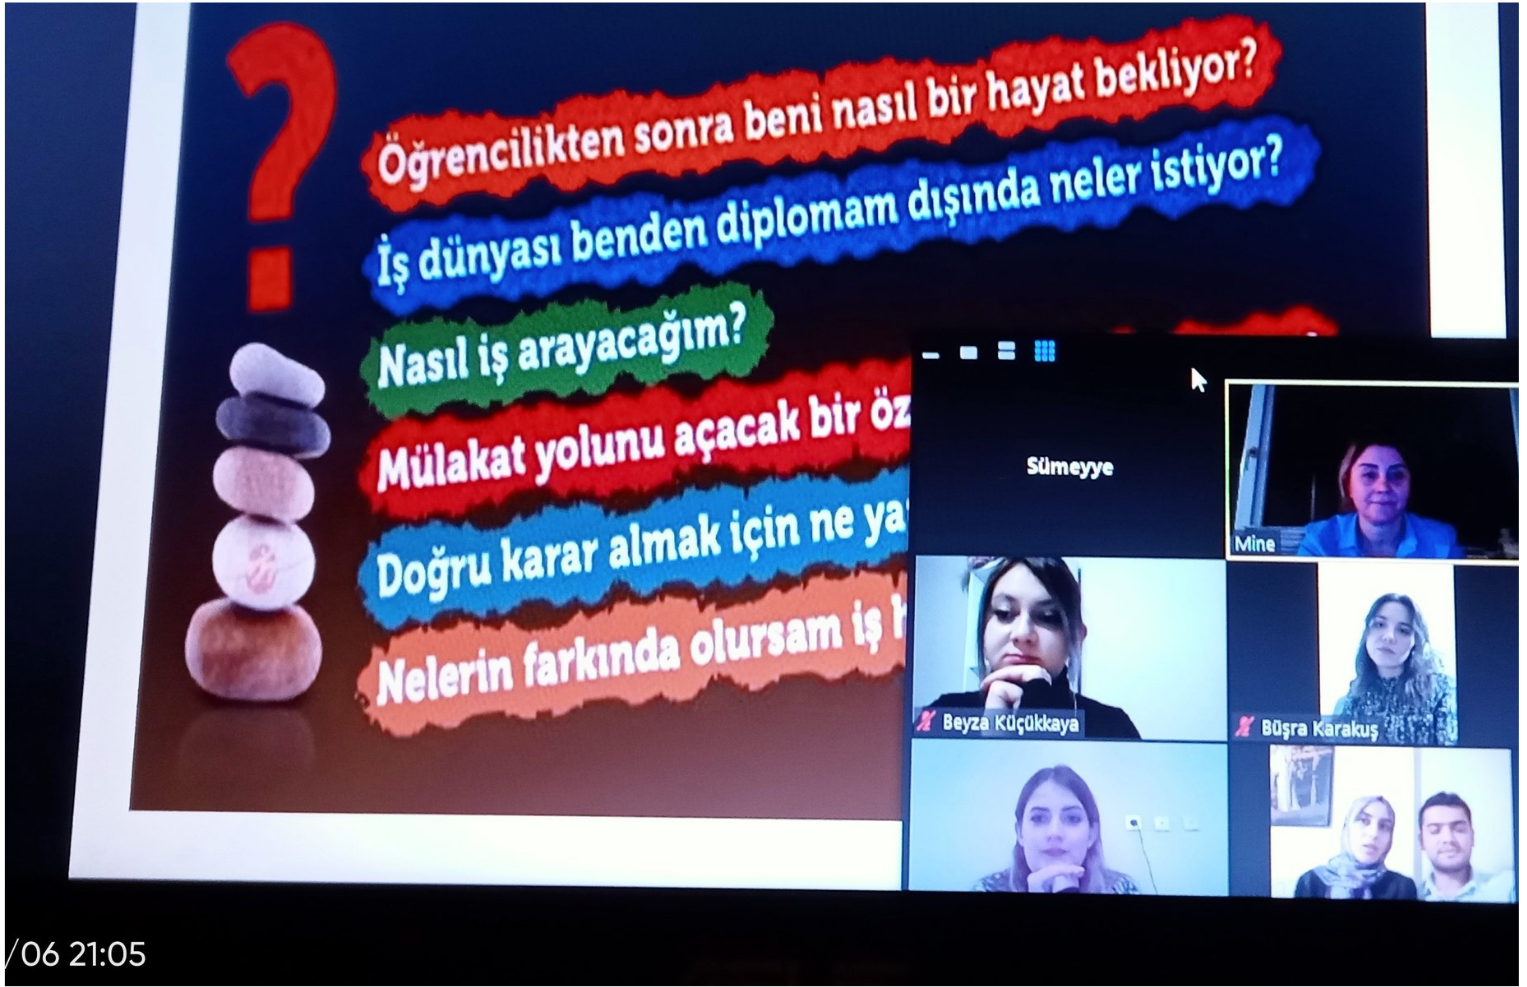 ?
Öğrencilikten sonra beni nasıl bir hayat bekliyor?
İş dünyası benden diplomam dışında neler istiyor?
Nasıl iş arayacağım?
Mülakat yolunu açacak bir öz
Doğru karar almak için ne ya
Nelerin farkında olursam iş
Sümeyye
Mine
Beyza Küçükkaya
Büşra Karakuş
/06 21:05